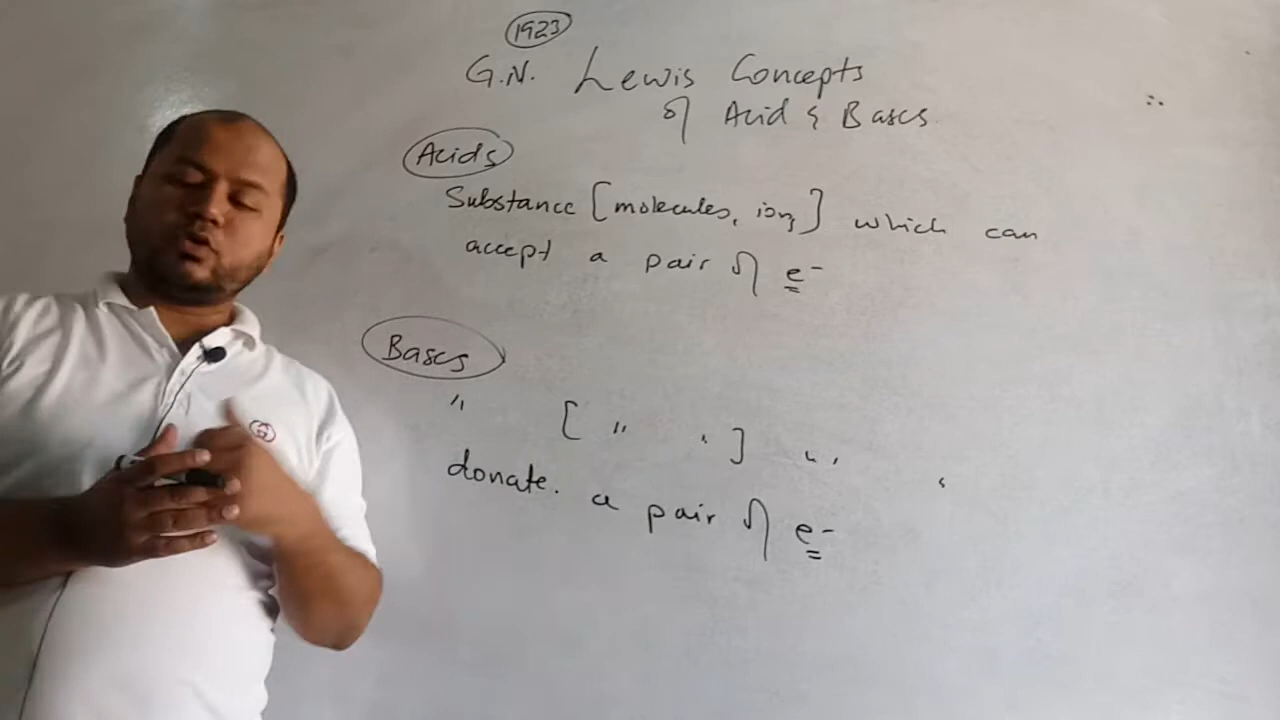 1923
G.N. Lewis Concepts
of Acid & Bases
Acids
Substance [molecules, ions] which can
accept a pair of e-
Bases
" [ " " ] " "
donate. a pair of e-